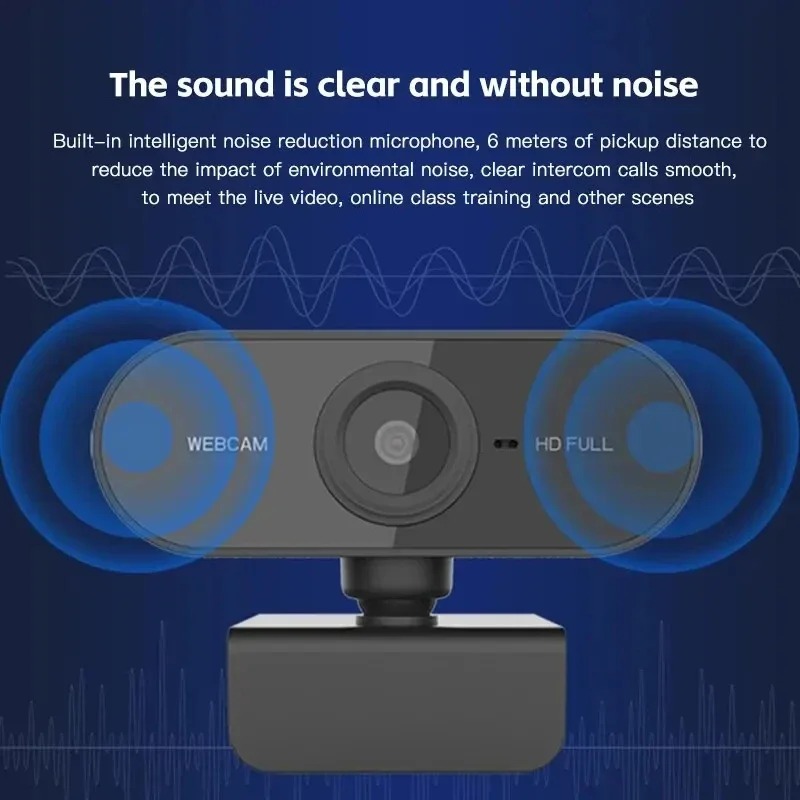 The sound is clear and without noise
Built-in intelligent noise reduction microphone, 6 meters of pickup distance to
reduce the impact of environmental noise, clear intercom calls smooth,
to meet the live video, online class training and other scenes
WEBCAM
HD FULL